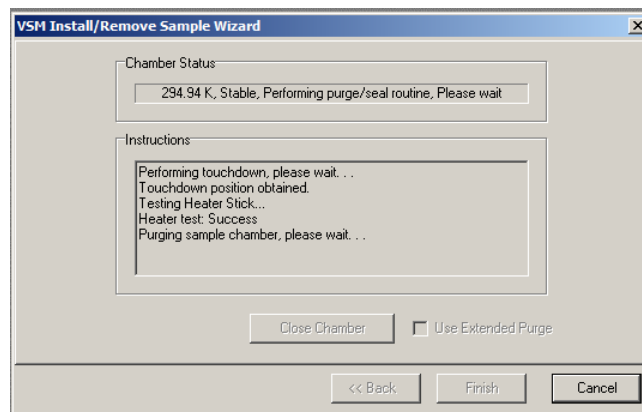 VSM Install/Remove Sample Wizard
Chamber Status
294.94 K, Stable, Performing purge/seal routine, Please wait
Instructions
Performing touchdown, please wait. . .
Touchdown position obtained.
Testing Heater Stick...
Heater test: Success
Purging sample chamber, please wait. . .
Close Chamber Use Extended Purge
<< Back Finish Cancel